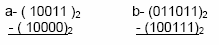 a- ( 10011 )₂ b- (011011)₂
- ( 10000)₂ - (100111)₂